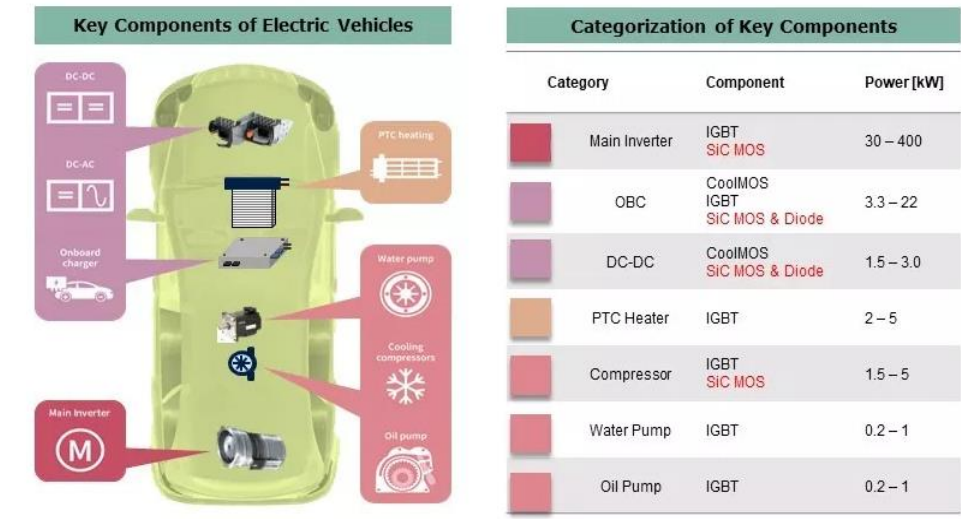 Key Components of Electric Vehicles
DC-DC
DC-AC
Onboard
charger
Main Inverter
M
PTC heating
Water pump
Cooling
compressors
Oil pump
Categorization of Key Components
Category Component Power [kW]
Main Inverter IGBT 30 – 400
SiC MOS
OBC CoolMOS 3.3 – 22
IGBT
SiC MOS & Diode
DC-DC CoolMOS 1.5 – 3.0
SiC MOS & Diode
PTC Heater IGBT 2 – 5
Compressor IGBT 1.5 – 5
SiC MOS
Water Pump IGBT 0.2 – 1
Oil Pump IGBT 0.2 – 1